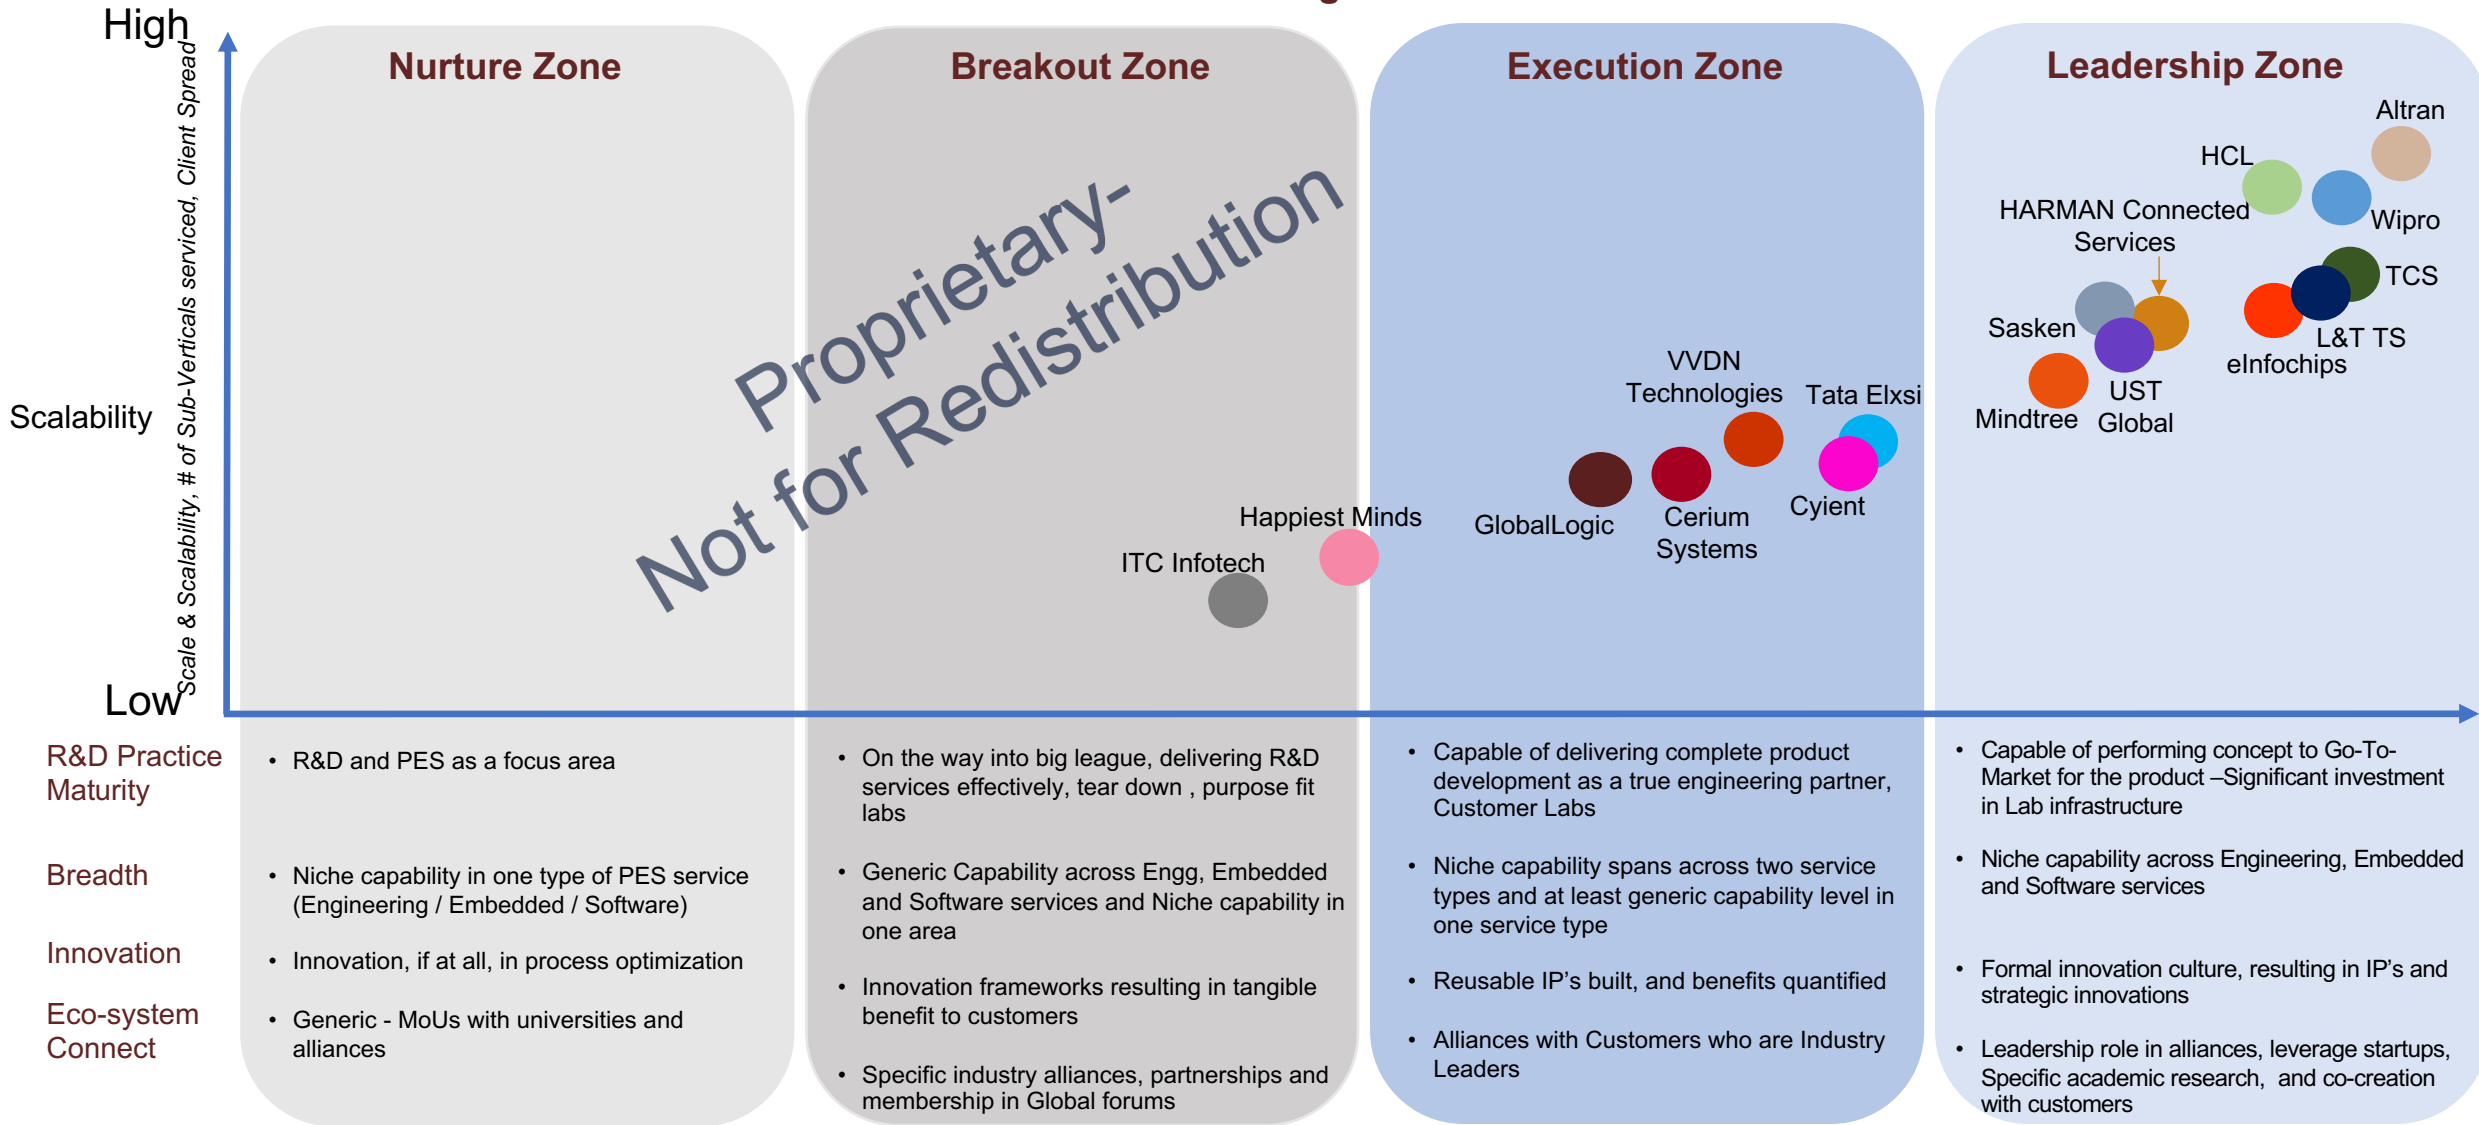 High
Low
Scalability
Scale & Scalability, # of Sub-Verticals serviced, Client Spread
Nurture Zone
Breakout Zone
Execution Zone
Leadership Zone
Proprietary-
Not for Redistribution
Altran
HCL
Wipro
HARMAN Connected
Services
TCS
Sasken
L&T TS
eInfochips
UST
Global
Mindtree
VVDN
Technologies
Tata Elxsi
Cyient
Cerium
Systems
GlobalLogic
Happiest Minds
ITC Infotech
R&D Practice
Maturity
Breadth
Innovation
Eco-system
Connect
• R&D and PES as a focus area
• Niche capability in one type of PES service
(Engineering / Embedded / Software)
• Innovation, if at all, in process optimization
• Generic - MoUs with universities and
alliances
• On the way into big league, delivering R&D
services effectively, tear down , purpose fit
labs
• Generic Capability across Engg, Embedded
and Software services and Niche capability in
one area
• Innovation frameworks resulting in tangible
benefit to customers
• Specific industry alliances, partnerships and
membership in Global forums
• Capable of delivering complete product
development as a true engineering partner,
Customer Labs
• Niche capability spans across two service
types and at least generic capability level in
one service type
• Reusable IP’s built, and benefits quantified
• Alliances with Customers who are Industry
Leaders
• Capable of performing concept to Go-To-
Market for the product –Significant investment
in Lab infrastructure
• Niche capability across Engineering, Embedded
and Software services
• Formal innovation culture, resulting in IP’s and
strategic innovations
• Leadership role in alliances, leverage startups,
Specific academic research, and co-creation
with customers